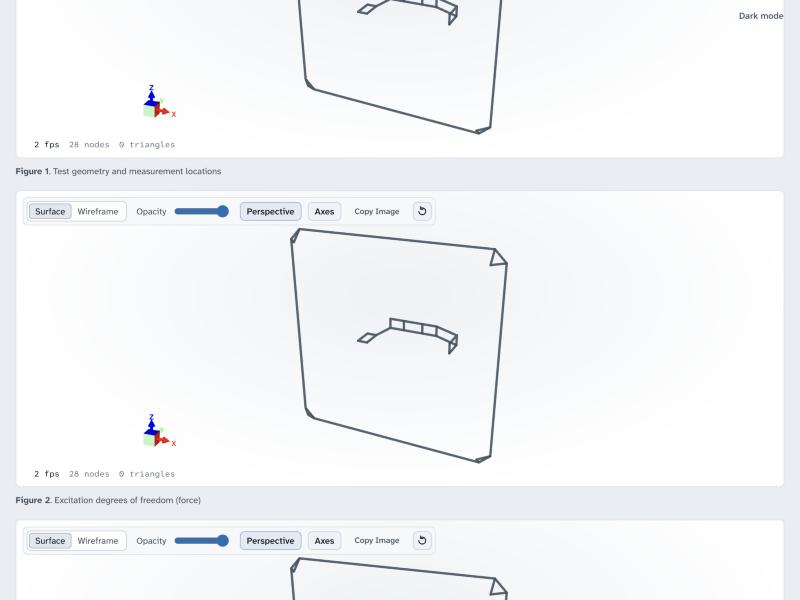 Dark mode
Z
Y
X
2 fps 28 nodes 0 triangles
Figure 1. Test geometry and measurement locations
Surface Wireframe Opacity Perspective Axes Copy Image
Z
Y
X
2 fps 28 nodes 0 triangles
Figure 2. Excitation degrees of freedom (force)
Surface Wireframe Opacity Perspective Axes Copy Image